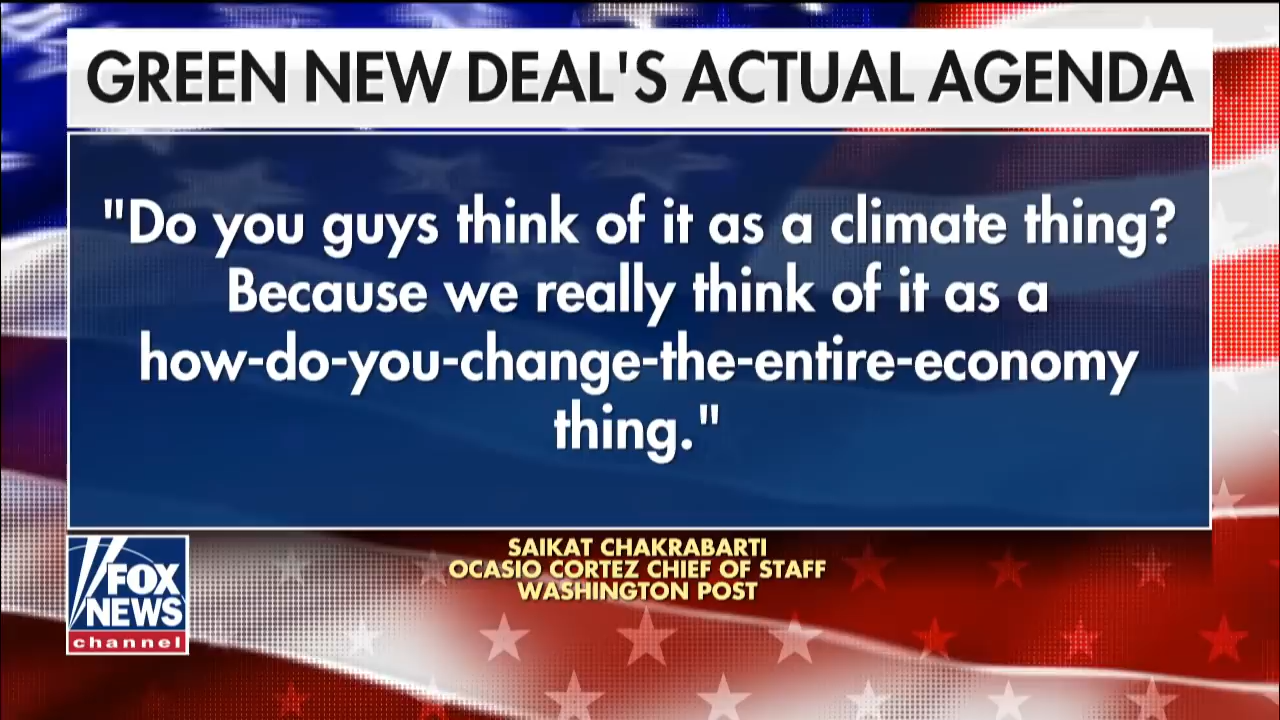 GREEN NEW DEAL'S ACTUAL AGENDA
"Do you guys think of it as a climate thing?
Because we really think of it as a
how-do-you-change-the-entire-economy
thing."
SAIKAT CHAKRABARTI
OCASIO CORTEZ CHIEF OF STAFF
WASHINGTON POST
FOX
NEWS
channel